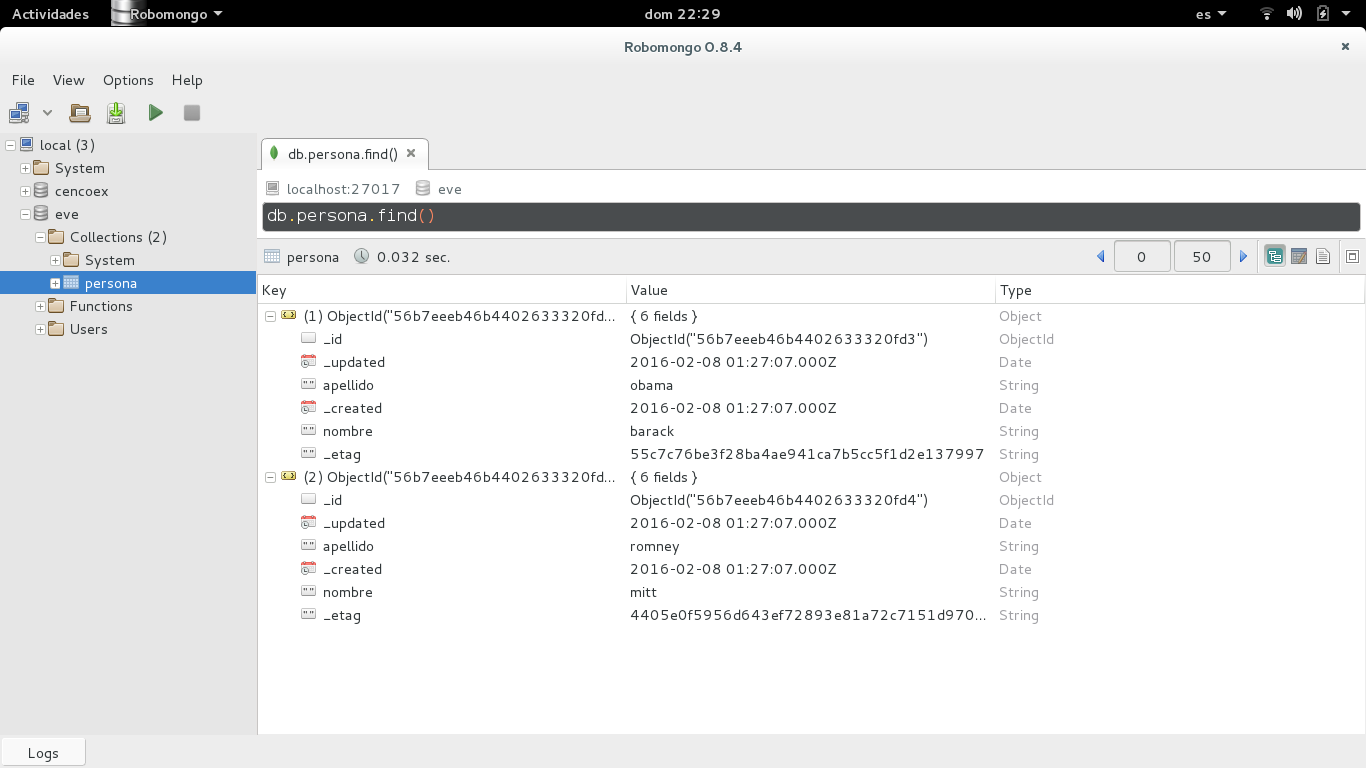 Actividades Robomongo dom 22:29 es
Robomongo 0.8.4
File View Options Help
local (3)
System
cencoex
eve
Collections (2)
System
persona
Functions
Users
db.persona.find()
localhost:27017 eve
db.persona.find()
persona 0.032 sec. 0 50
Key Value Type
(1) ObjectId("56b7eeeb46b4402633320fd... { 6 fields } Object
_id ObjectId("56b7eeeb46b4402633320fd3") ObjectId
_updated 2016-02-08 01:27:07.000Z Date
apellido obama String
_created 2016-02-08 01:27:07.000Z Date
nombre barack String
_etag 55c7c76be3f28ba4ae941ca7b5cc5f1d2e137997 String
(2) ObjectId("56b7eeeb46b4402633320fd... { 6 fields } Object
_id ObjectId("56b7eeeb46b4402633320fd4") ObjectId
_updated 2016-02-08 01:27:07.000Z Date
apellido romney String
_created 2016-02-08 01:27:07.000Z Date
nombre mitt String
_etag 4405e0f5956d643ef72893e81a72c7151d970... String
Logs